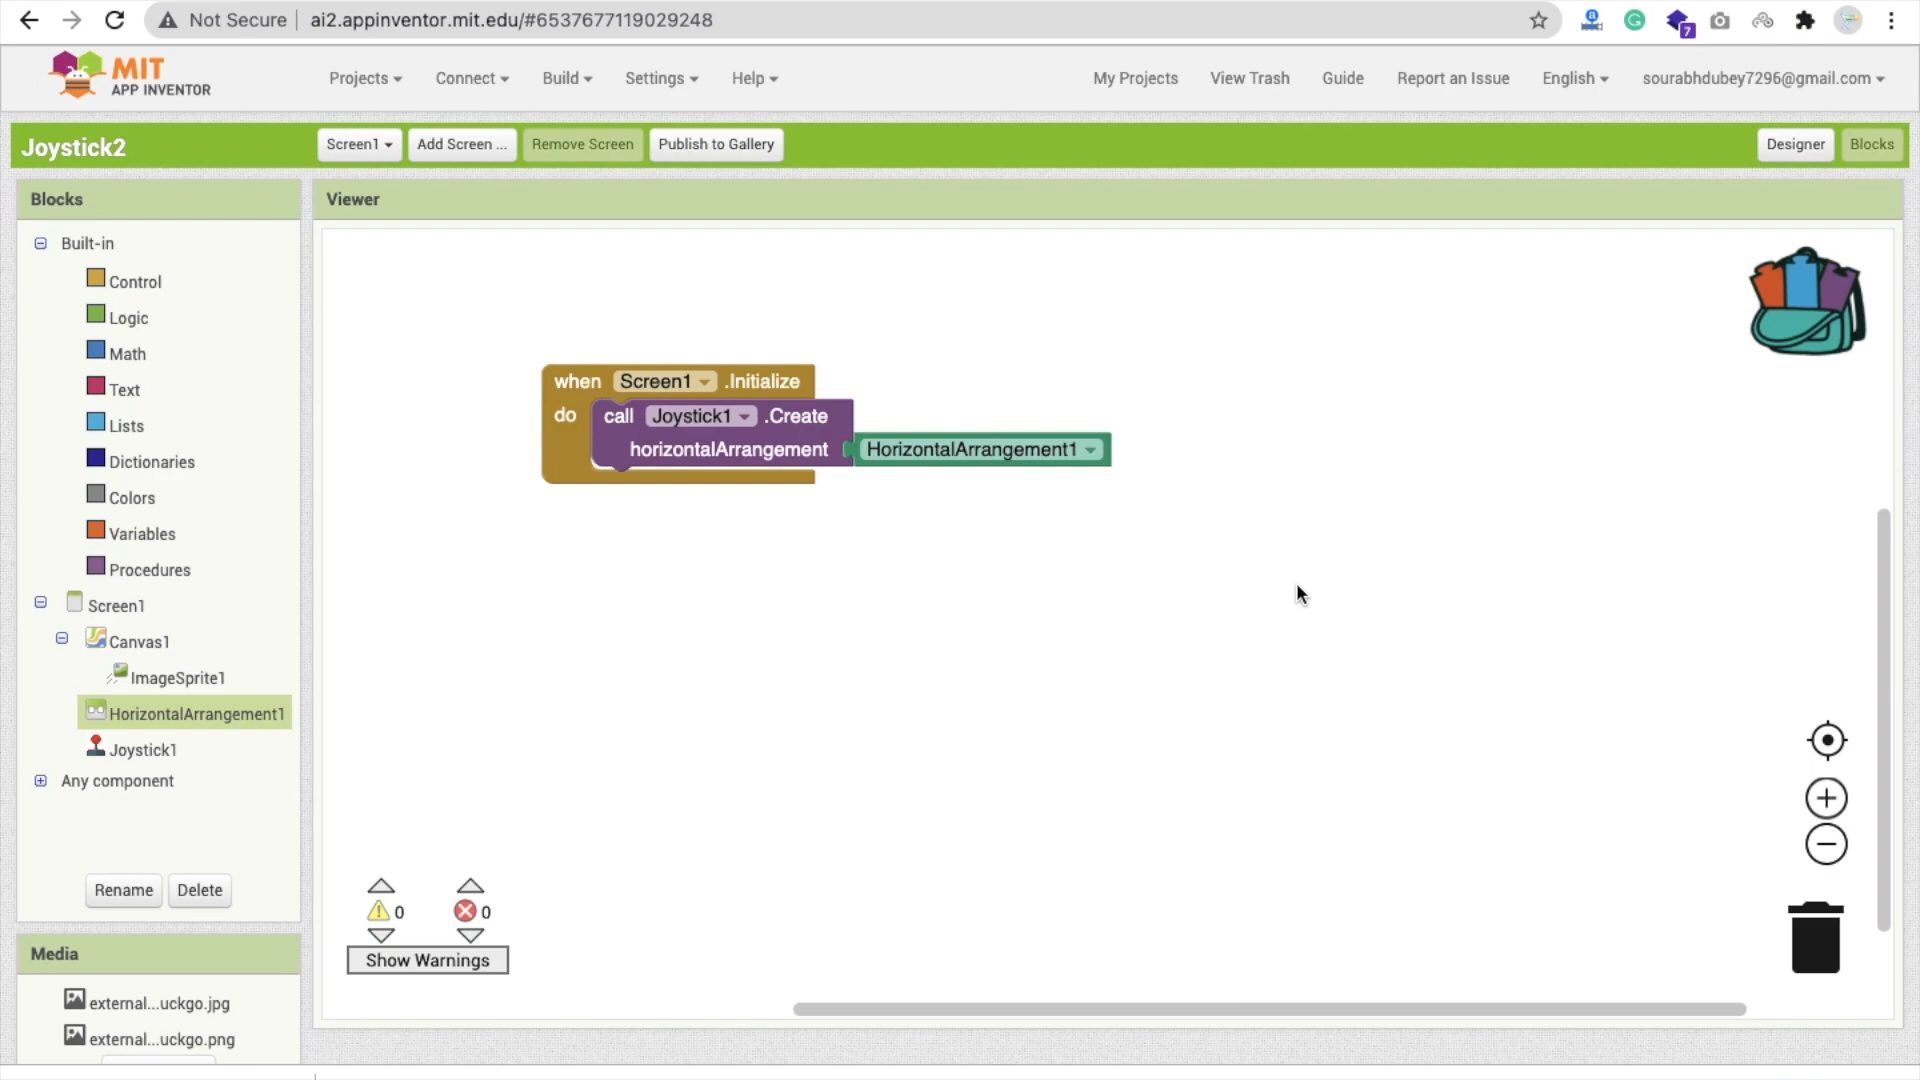 Not Secure
ai2.appinventor.mit.edu/#6537677119029248
7
MIT
APP INVENTOR
Projects
Connect
Build
Settings
Help
My Projects
View Trash
Guide
Report an Issue
English
sourabhdubey7296@gmail.com
Joystick2
Screen1
Add Screen ...
Remove Screen
Publish to Gallery
Designer
Blocks
Blocks
Built-in
Control
Logic
Math
Text
Lists
Dictionaries
Colors
Variables
Procedures
Screen1
Canvas1
ImageSprite1
HorizontalArrangement1
Joystick1
Any component
Rename
Delete
Media
external...uckgo.jpg
external...uckgo.png
Viewer
when Screen1 .Initialize
do call Joystick1 .Create
horizontalArrangement HorizontalArrangement1
0 0
Show Warnings